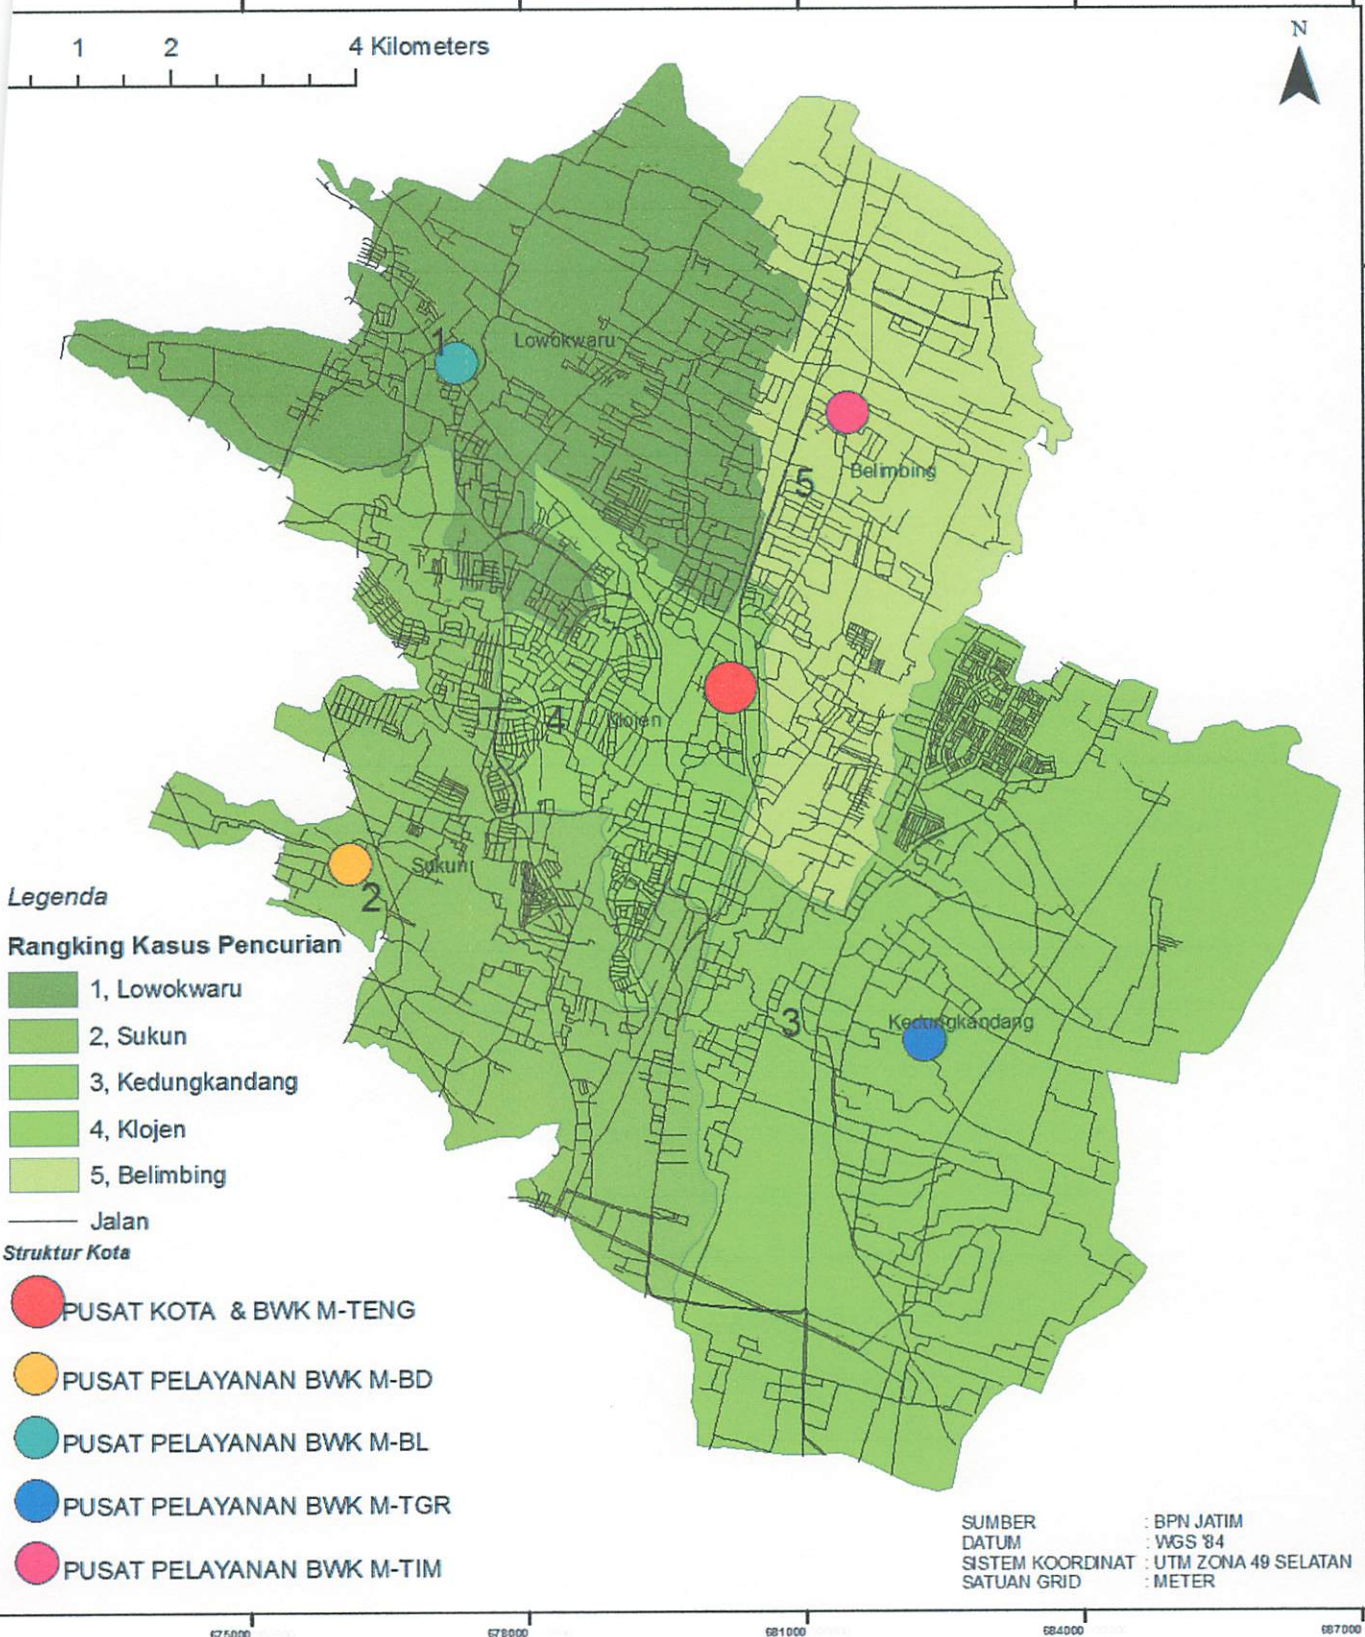 1 2 4 Kilometers
N
1
Lowokwaru
5
Belimbing
4
Klojen
Sukun
2
3
Kedungkandang
Legenda
Rangking Kasus Pencurian
1, Lowokwaru
2, Sukun
3, Kedungkandang
4, Klojen
5, Belimbing
Jalan
Struktur Kota
PUSAT KOTA & BWK M-TENG
PUSAT PELAYANAN BWK M-BD
PUSAT PELAYANAN BWK M-BL
PUSAT PELAYANAN BWK M-TGR
PUSAT PELAYANAN BWK M-TIM
SUMBER : BPN JATIM
DATUM : WGS '84
SISTEM KOORDINAT : UTM ZONA 49 SELATAN
SATUAN GRID : METER
675000 678000 681000 684000 687000